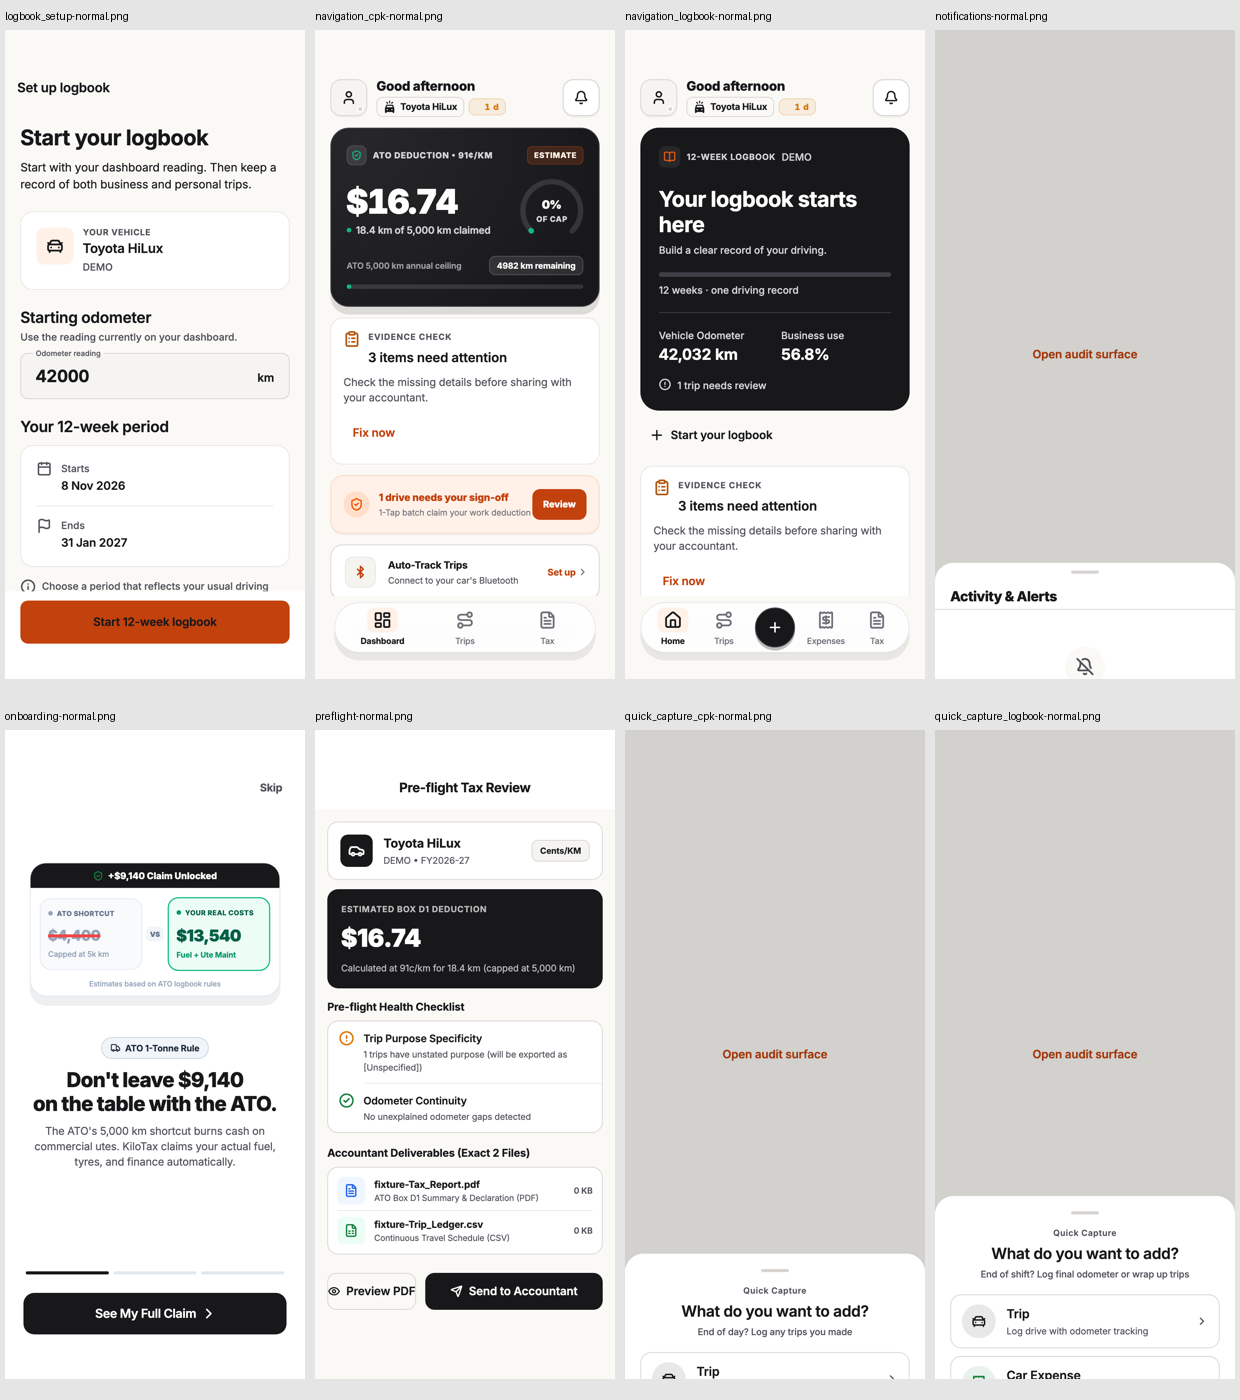 logbook_setup-normal.png
Set up logbook
Start your logbook
Start with your dashboard reading. Then keep a
record of both business and personal trips.
YOUR VEHICLE
Toyota HiLux
DEMO
Starting odometer
Use the reading currently on your dashboard.
Odometer reading
42000 km
Your 12-week period
Starts
8 Nov 2026
Ends
31 Jan 2027
Choose a period that reflects your usual driving
Start 12-week logbook
navigation_cpk-normal.png
Good afternoon
Toyota HiLux 1 d
ATO DEDUCTION • 91¢/KM ESTIMATE
$16.74
0%
OF CAP
18.4 km of 5,000 km claimed
ATO 5,000 km annual ceiling 4982 km remaining
EVIDENCE CHECK
3 items need attention
Check the missing details before sharing with
your accountant.
Fix now
1 drive needs your sign-off
1-Tap batch claim your work deduction
Review
Auto-Track Trips
Connect to your car's Bluetooth
Set up
Dashboard Trips Tax
navigation_logbook-normal.png
Good afternoon
Toyota HiLux 1 d
12-WEEK LOGBOOK DEMO
Your logbook starts
here
Build a clear record of your driving.
12 weeks · one driving record
Vehicle Odometer Business use
42,032 km 56.8%
1 trip needs review
Start your logbook
EVIDENCE CHECK
3 items need attention
Check the missing details before sharing with
your accountant.
Fix now
Home Trips Expenses Tax
notifications-normal.png
Open audit surface
Activity & Alerts
onboarding-normal.png
Skip
+$9,140 Claim Unlocked
ATO SHORTCUT
$4,400
Capped at 5k km
VS
YOUR REAL COSTS
$13,540
Fuel + Ute Maint
Estimates based on ATO logbook rules
ATO 1-Tonne Rule
Don't leave $9,140
on the table with the ATO.
The ATO's 5,000 km shortcut burns cash on
commercial utes. KiloTax claims your actual fuel,
tyres, and finance automatically.
See My Full Claim
preflight-normal.png
Pre-flight Tax Review
Toyota HiLux
DEMO • FY2026-27
Cents/KM
ESTIMATED BOX D1 DEDUCTION
$16.74
Calculated at 91c/km for 18.4 km (capped at 5,000 km)
Pre-flight Health Checklist
Trip Purpose Specificity
1 trips have unstated purpose (will be exported as
[Unspecified])
Odometer Continuity
No unexplained odometer gaps detected
Accountant Deliverables (Exact 2 Files)
fixture-Tax_Report.pdf
ATO Box D1 Summary & Declaration (PDF)
0 KB
fixture-Trip_Ledger.csv
Continuous Travel Schedule (CSV)
0 KB
Preview PDF
Send to Accountant
quick_capture_cpk-normal.png
Open audit surface
Quick Capture
What do you want to add?
End of day? Log any trips you made
Trip
quick_capture_logbook-normal.png
Open audit surface
Quick Capture
What do you want to add?
End of shift? Log final odometer or wrap up trips
Trip
Log drive with odometer tracking
Car Expense